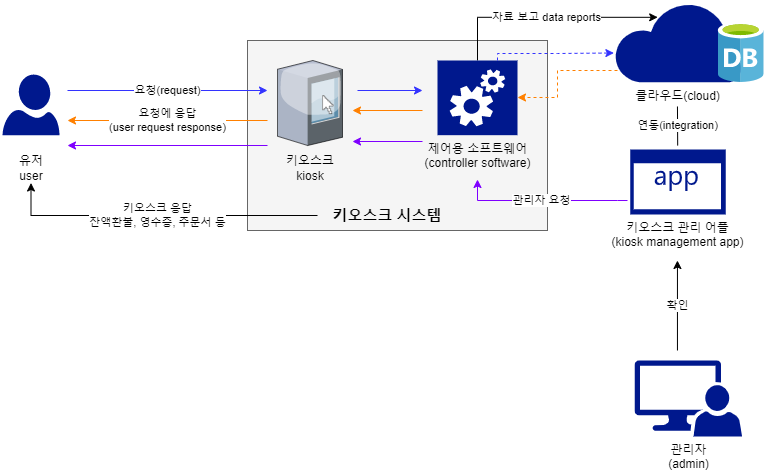 자료 보고 data reports
DB
클라우드(cloud)
요청(request)
요청에 응답
(user request response)
연동(integration)
유저
user
키오스크
kiosk
제어용 소프트웨어
(controller software)
app
관리자 요청
키오스크 응답
잔액환불, 영수증, 주문서 등
키오스크 시스템
키오스크 관리 어플
(kiosk management app)
확인
관리자
(admin)